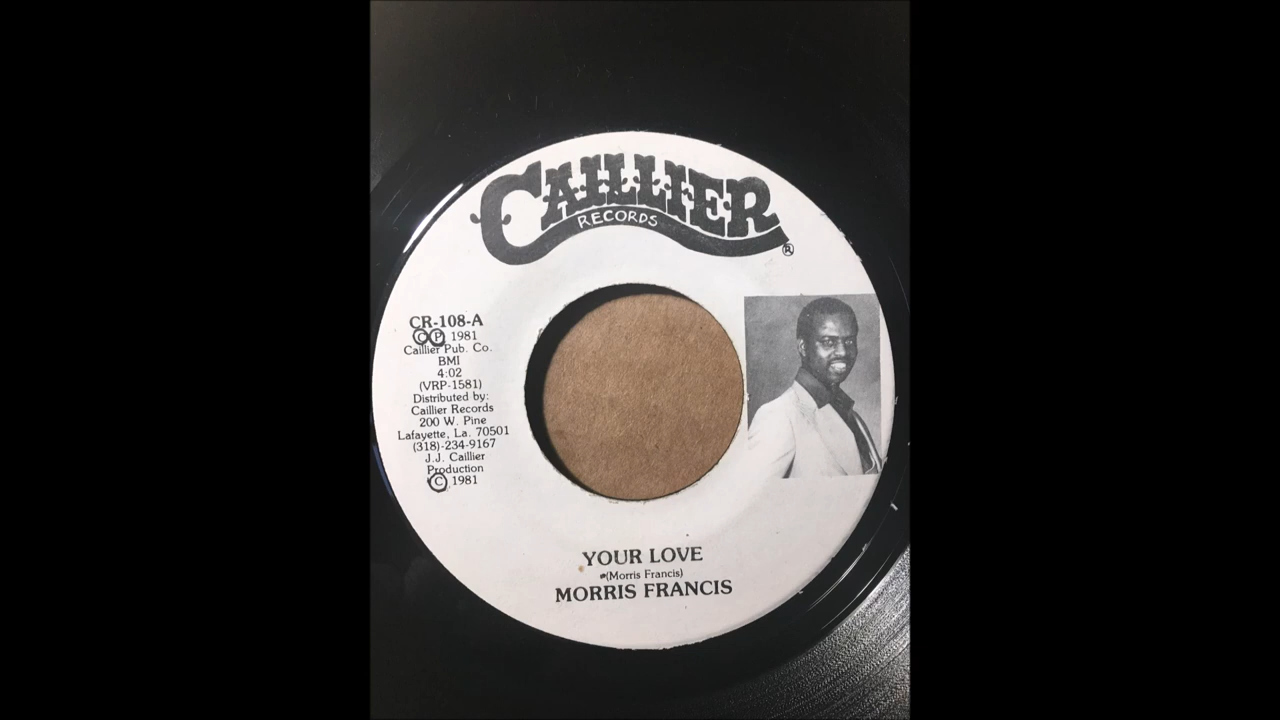 CAILLIER
RECORDS
®
CR-108-A
Ⓒ Ⓟ 1981
Caillier Pub. Co.
BMI
4:02
(VRP-1581)
Distributed by:
Caillier Records
200 W. Pine
Lafayette, La. 70501
(318)-234-9167
J.J. Caillier
Production
Ⓒ 1981
YOUR LOVE
*(Morris Francis)
MORRIS FRANCIS